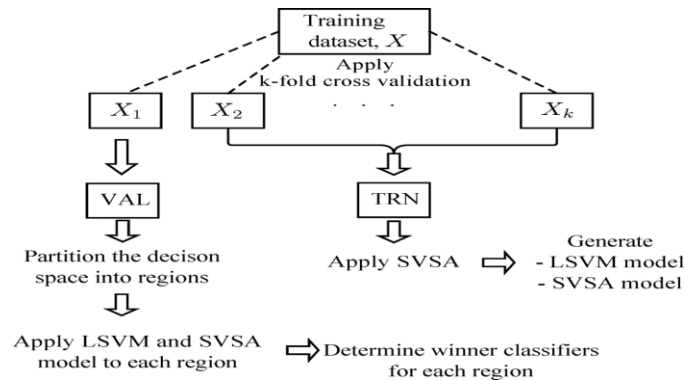 Training
dataset, X
Apply
k-fold cross validation
X₁
X₂
. . .
Xₖ
VAL
TRN
Partition the decison
space into regions
Apply SVSA
Generate
- LSVM model
- SVSA model
Apply LSVM and SVSA
model to each region
Determine winner classifiers
for each region